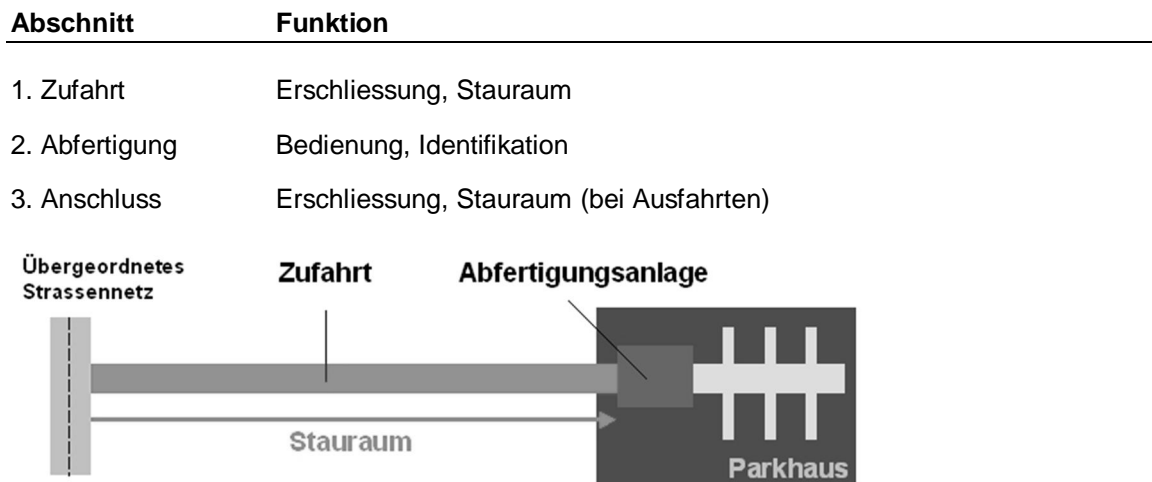 Abschnitt Funktion
1. Zufahrt Erschliessung, Stauraum
2. Abfertigung Bedienung, Identifikation
3. Anschluss Erschliessung, Stauraum (bei Ausfahrten)
Übergeordnetes
Strassennetz
Zufahrt
Abfertigungsanlage
Stauraum
Parkhaus